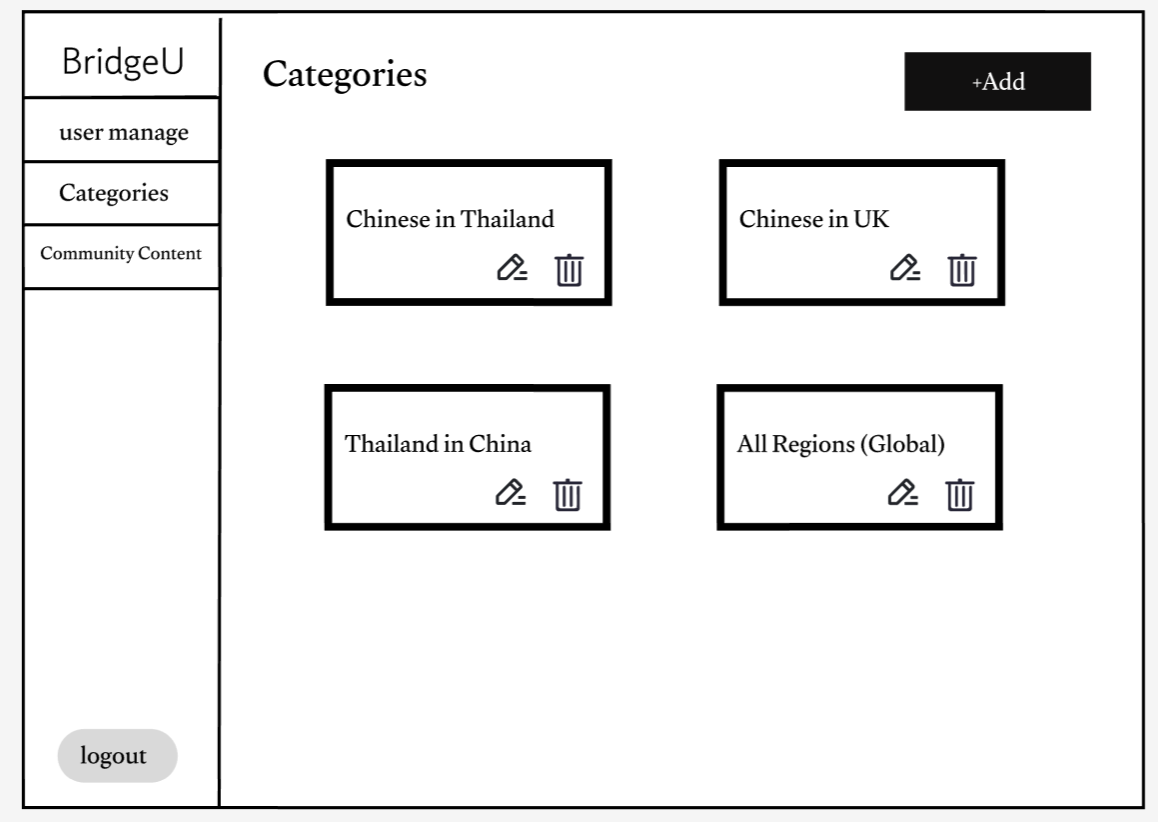 BridgeU
user manage
Categories
Community Content
logout
Categories
+Add
Chinese in Thailand
Chinese in UK
Thailand in China
All Regions (Global)